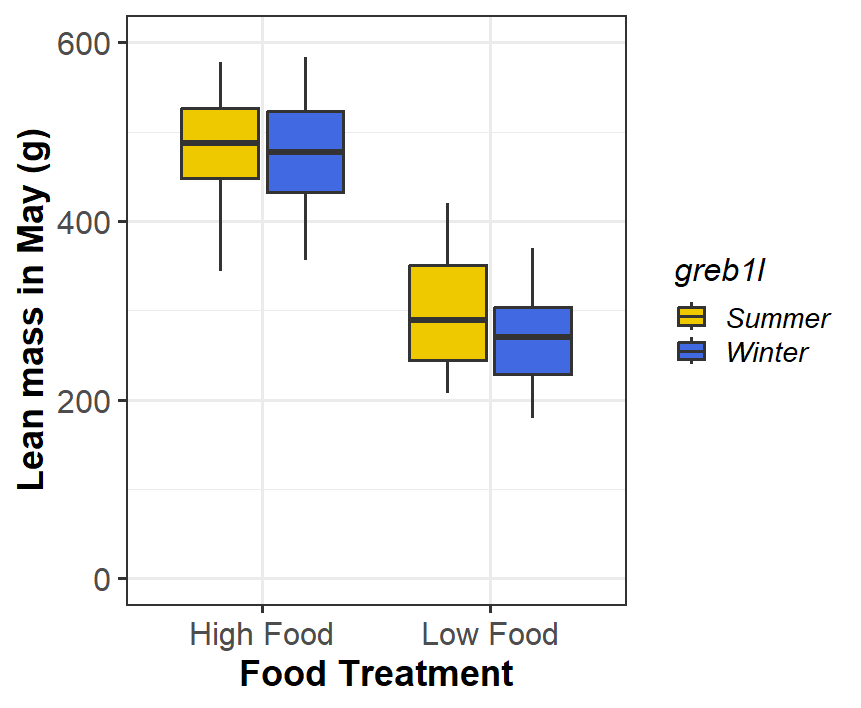 Lean mass in May (g)
600
400
200
0
High Food
Low Food
Food Treatment
greb1l
Summer
Winter